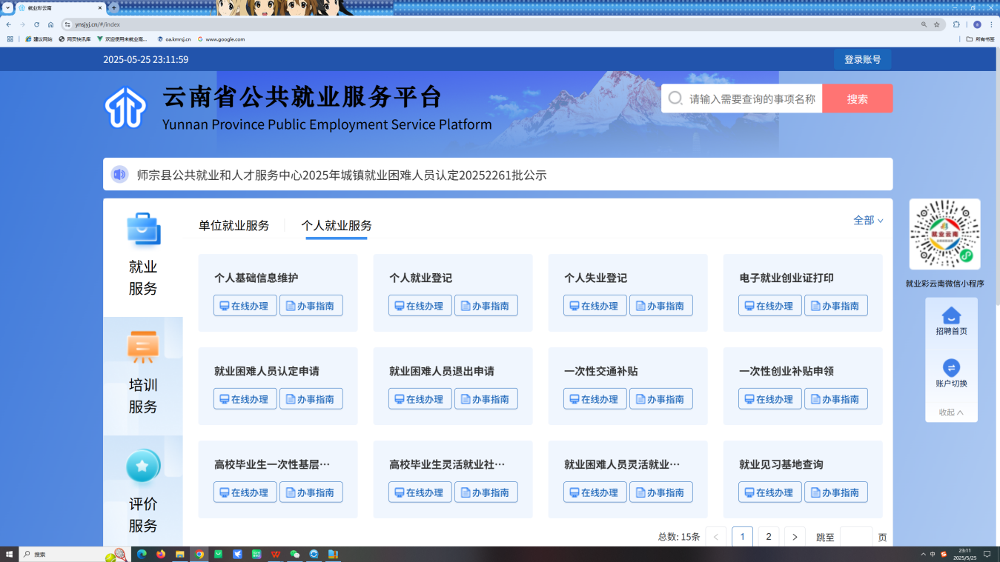 就业彩云南
ynsjyj.cn/#/index
建议网站
网页快讯库
欢迎使用末就业高...
oa.kmrsj.cn
www.google.com
所有书签
2025-05-25 23:11:59
登录账号
云南省公共就业服务平台
Yunnan Province Public Employment Service Platform
请输入需要查询的事项名称
搜索
师宗县公共就业和人才服务中心2025年城镇就业困难人员认定20252261批公示
就业
服务
培训
服务
评价
服务
单位就业服务
个人就业服务
全部
个人基础信息维护
在线办理
办事指南
个人就业登记
在线办理
办事指南
个人失业登记
在线办理
办事指南
电子就业创业证打印
在线办理
办事指南
就业困难人员认定申请
在线办理
办事指南
就业困难人员退出申请
在线办理
办事指南
一次性交通补贴
在线办理
办事指南
一次性创业补贴申领
在线办理
办事指南
高校毕业生一次性基层···
在线办理
办事指南
高校毕业生灵活就业社···
在线办理
办事指南
就业困难人员灵活就业···
在线办理
办事指南
就业见习基地查询
在线办理
办事指南
总数: 15条
1
2
跳至
页
就业云南
就业彩云南微信小程序
招聘首页
账户切换
收起
搜索
中
23:11
2025/5/25